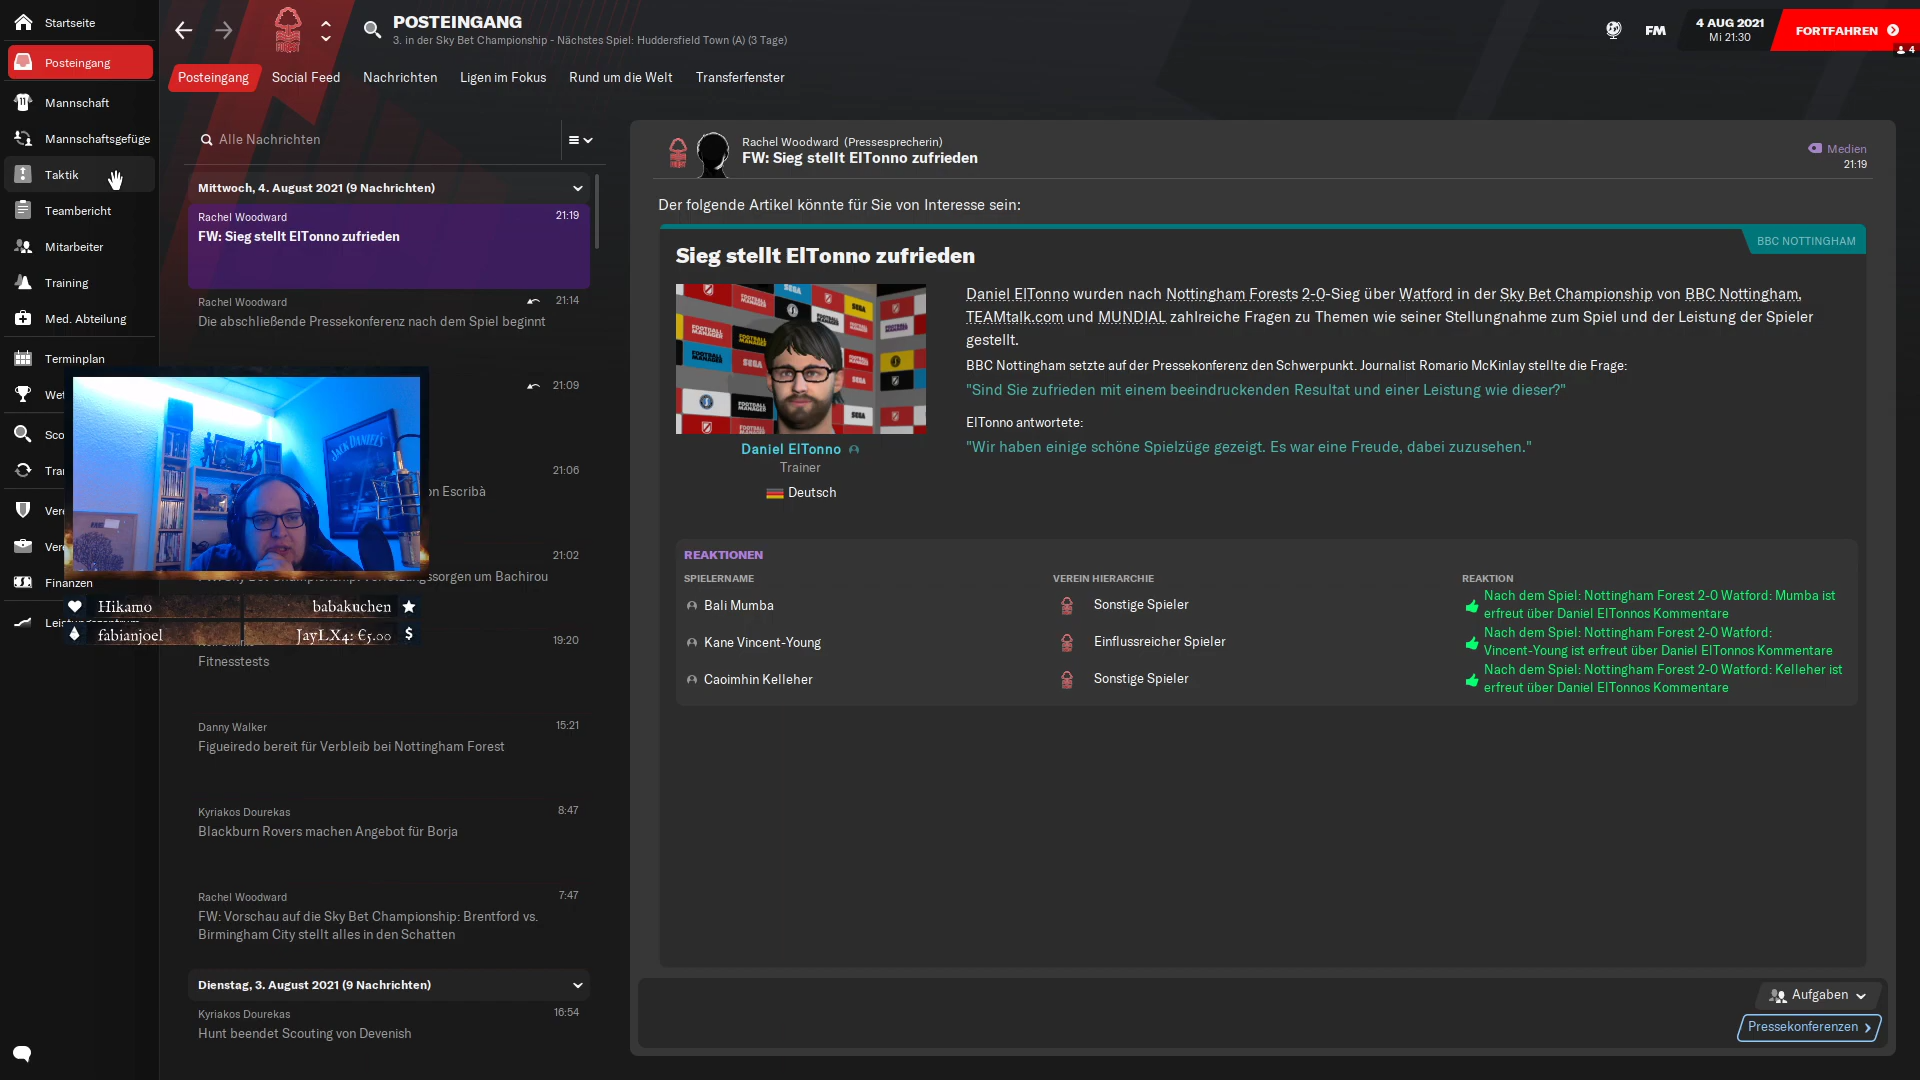 Startseite
Posteingang
Mannschaft
Mannschaftsgefüge
Taktik
Teambericht
Mitarbeiter
Training
Med. Abteilung
Terminplan
Finanzen
POSTEINGANG
3. in der Sky Bet Championship - Nächstes Spiel: Huddersfield Town (A) (3 Tage)
FM
4 AUG 2021
Mi 21:30
FORTFAHREN
4
Posteingang
Social Feed
Nachrichten
Ligen im Fokus
Rund um die Welt
Transferfenster
Alle Nachrichten
Mittwoch, 4. August 2021 (9 Nachrichten)
Rachel Woodward 21:19
FW: Sieg stellt ElTonno zufrieden
Rachel Woodward 21:14
Die abschließende Pressekonferenz nach dem Spiel beginnt
21:09
21:06
on Escribà
21:02
sorgen um Bachirou
JACK DANIEL'S
Hikamo
babakuchen
fabianjoel
JayLX4: €5.00
19:20
Fitnesstests
Danny Walker 15:21
Figueiredo bereit für Verbleib bei Nottingham Forest
Kyriakos Dourekas 8:47
Blackburn Rovers machen Angebot für Borja
Rachel Woodward 7:47
FW: Vorschau auf die Sky Bet Championship: Brentford vs.
Birmingham City stellt alles in den Schatten
Dienstag, 3. August 2021 (9 Nachrichten)
Kyriakos Dourekas 16:54
Hunt beendet Scouting von Devenish
Rachel Woodward (Pressesprecherin)
FW: Sieg stellt ElTonno zufrieden
Medien
21:19
Der folgende Artikel könnte für Sie von Interesse sein:
BBC NOTTINGHAM
Sieg stellt ElTonno zufrieden
Daniel ElTonno
Trainer
Deutsch
Daniel ElTonno wurden nach Nottingham Forests 2-0-Sieg über Watford in der Sky Bet Championship von BBC Nottingham,
TEAMtalk.com und MUNDIAL zahlreiche Fragen zu Themen wie seiner Stellungnahme zum Spiel und der Leistung der Spieler
gestellt.
BBC Nottingham setzte auf der Pressekonferenz den Schwerpunkt. Journalist Romario McKinlay stellte die Frage:
"Sind Sie zufrieden mit einem beeindruckenden Resultat und einer Leistung wie dieser?"
ElTonno antwortete:
"Wir haben einige schöne Spielzüge gezeigt. Es war eine Freude, dabei zuzusehen."
REAKTIONEN
SPIELERNAME VEREIN HIERARCHIE REAKTION
Bali Mumba Sonstige Spieler
Nach dem Spiel: Nottingham Forest 2-0 Watford: Mumba ist
erfreut über Daniel ElTonnos Kommentare
Kane Vincent-Young Einflussreicher Spieler
Nach dem Spiel: Nottingham Forest 2-0 Watford:
Vincent-Young ist erfreut über Daniel ElTonnos Kommentare
Caoimhin Kelleher Sonstige Spieler
Nach dem Spiel: Nottingham Forest 2-0 Watford: Kelleher ist
erfreut über Daniel ElTonnos Kommentare
Aufgaben
Pressekonferenzen